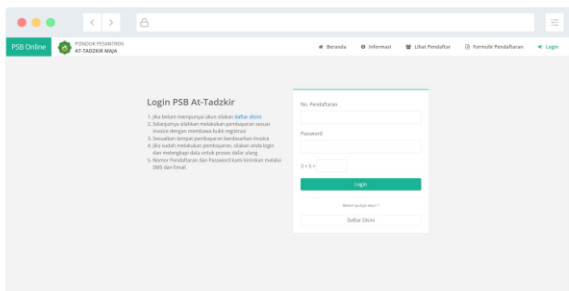 PSB Online
PONDOK PESANTREN
AT-TADZKIR MAJA
Beranda
Informasi
Lihat Pendaftar
Formulir Pendaftaran
Login
Login PSB At-Tadzkir
1. Jika belum mempunyai akun silakan daftar disini
2. Selanjutnya silahkan melakukan pembayaran sesuai
invoice dengan membawa bukti registrasi
3. Sesuaikan tempat pembayaran berdasarkan invoice
4. Jika sudah melakukan pembayaran, silakan anda login
dan melengkapi data untuk proses dafar ulang
5. Nomor Pendaftaran dan Password kami kirimkan melalui
SMS dan Email
No. Pendaftaran
Password
Login
Belum punya akun?
Daftar Disini